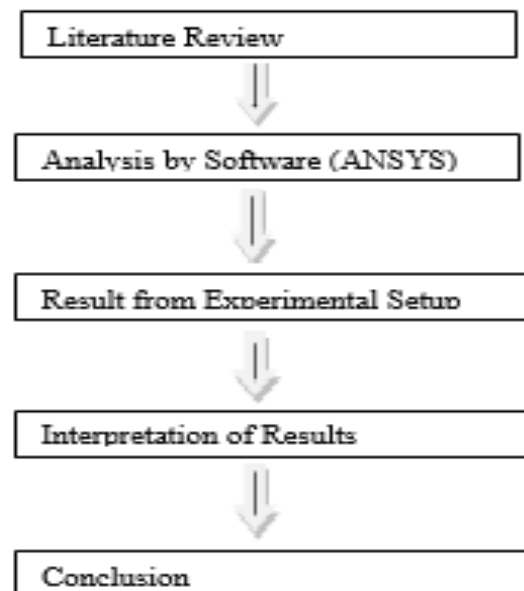 Literature Review
Analysis by Software (ANSYS)
Result from Experimental Setup
Interpretation of Results
Conclusion